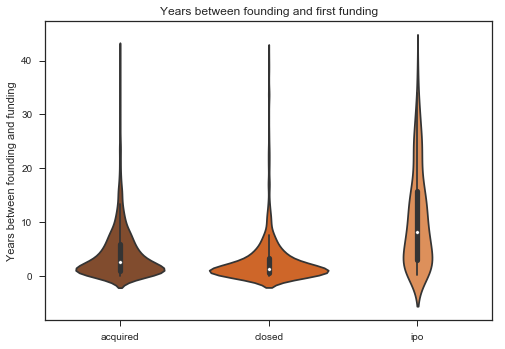 Years between founding and first funding
Years between founding and funding
40
30
20
10
0
acquired
closed
ipo